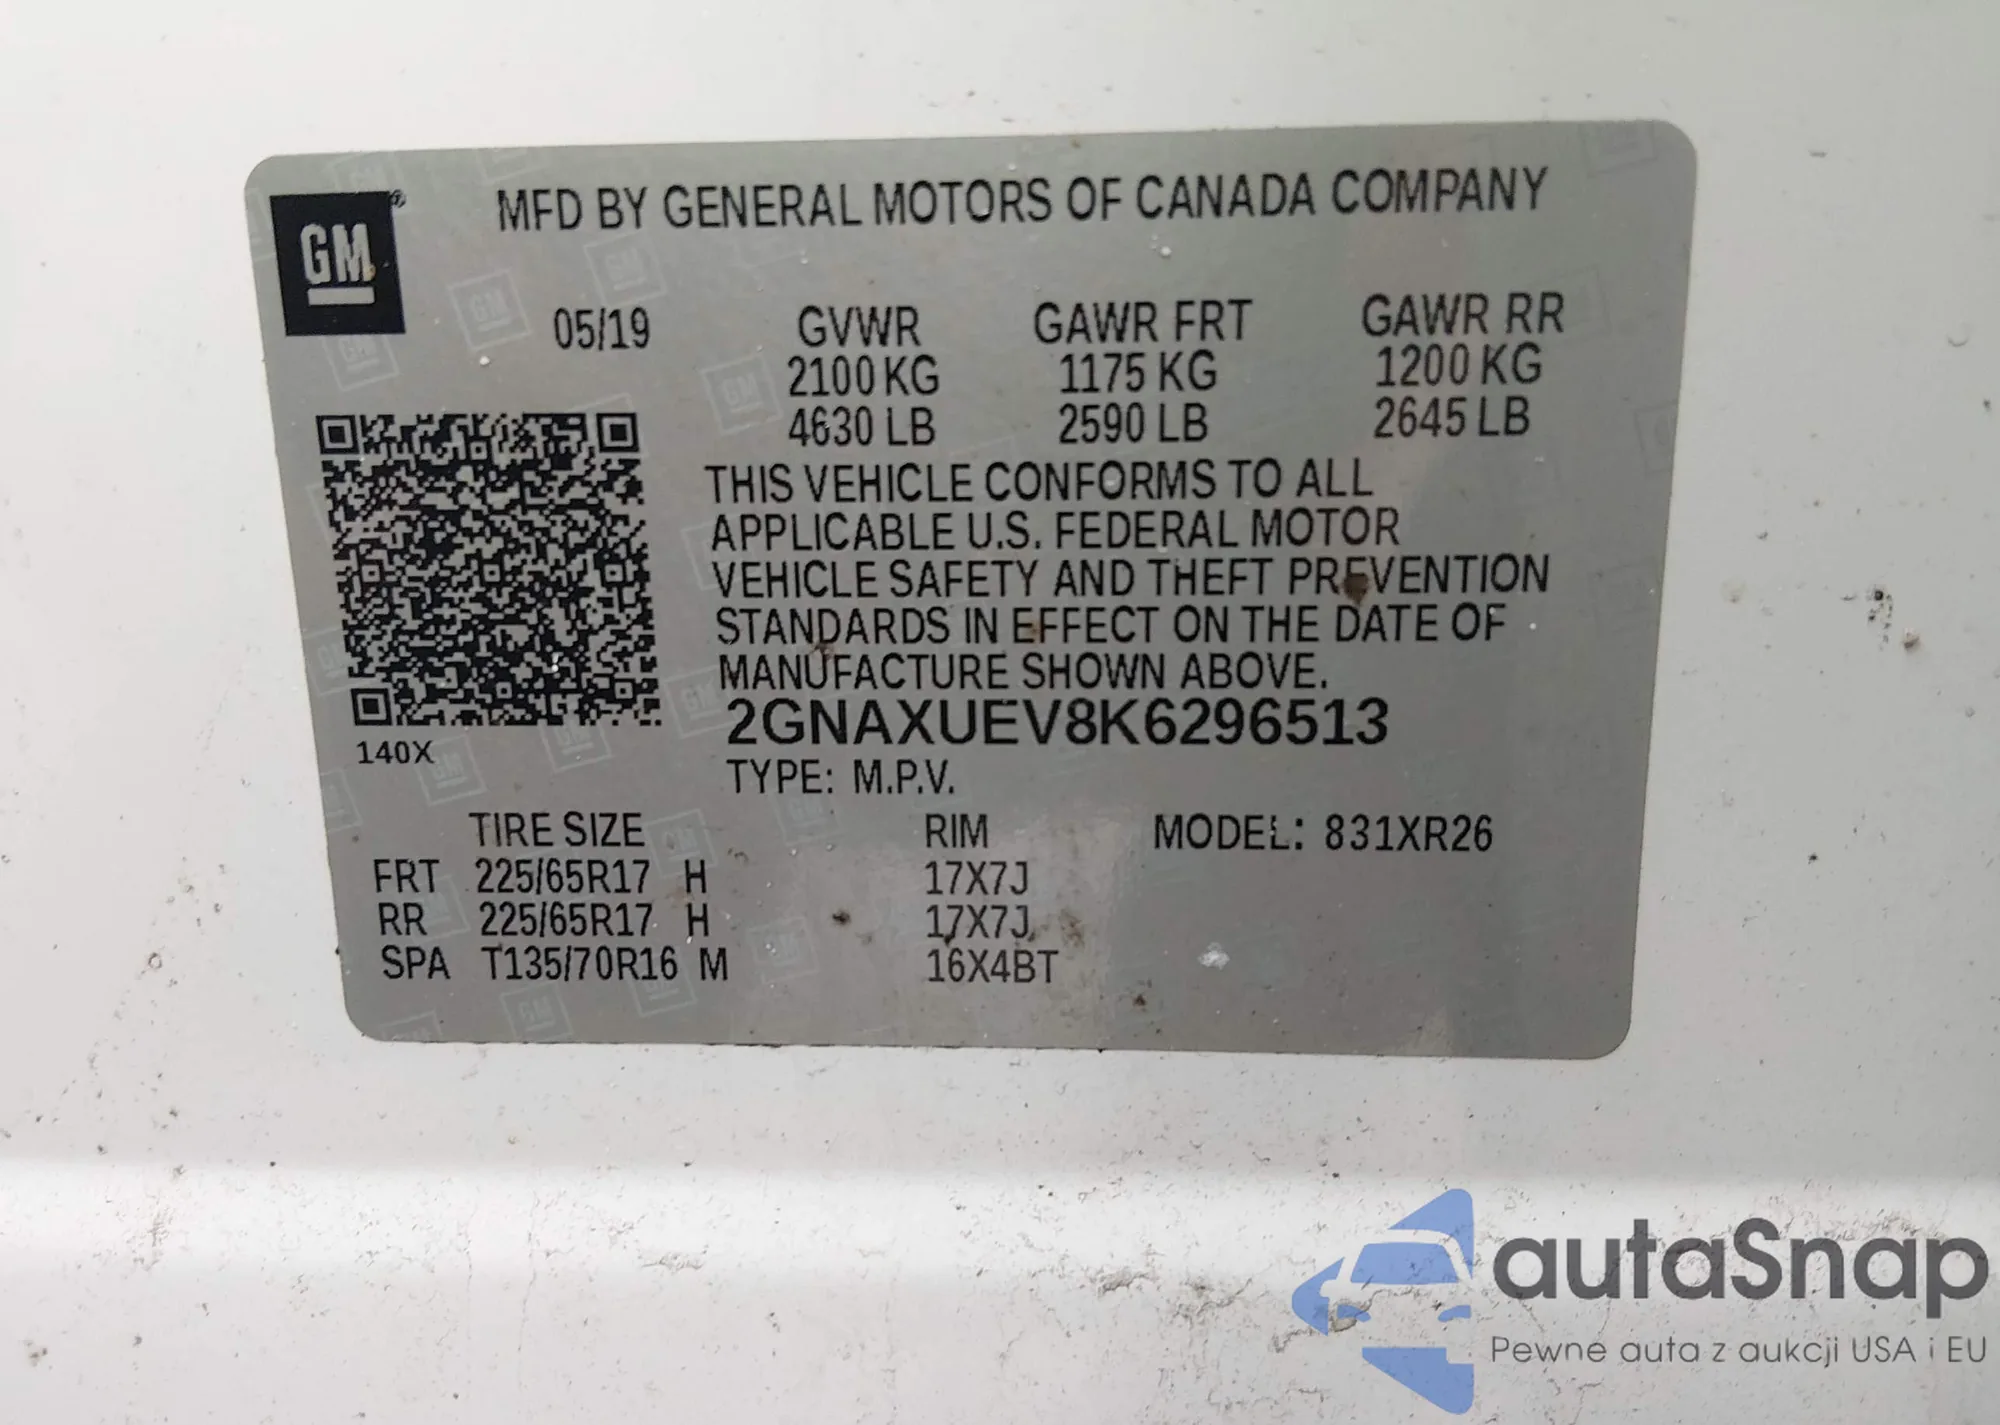 GM
MFD BY GENERAL MOTORS OF CANADA COMPANY
05/19 GVWR GAWR FRT GAWR RR
2100 KG 1175 KG 1200 KG
4630 LB 2590 LB 2645 LB
THIS VEHICLE CONFORMS TO ALL
APPLICABLE U.S. FEDERAL MOTOR
VEHICLE SAFETY AND THEFT PREVENTION
STANDARDS IN EFFECT ON THE DATE OF
MANUFACTURE SHOWN ABOVE.
2GNAXUEV8K6296513
140X
TYPE: M.P.V.
TIRE SIZE RIM MODEL: 831XR26
FRT 225/65R17 H 17X7J
RR 225/65R17 H 17X7J
SPA T135/70R16 M 16X4BT
autaSnap
Pewne auta z aukcji USA i EU